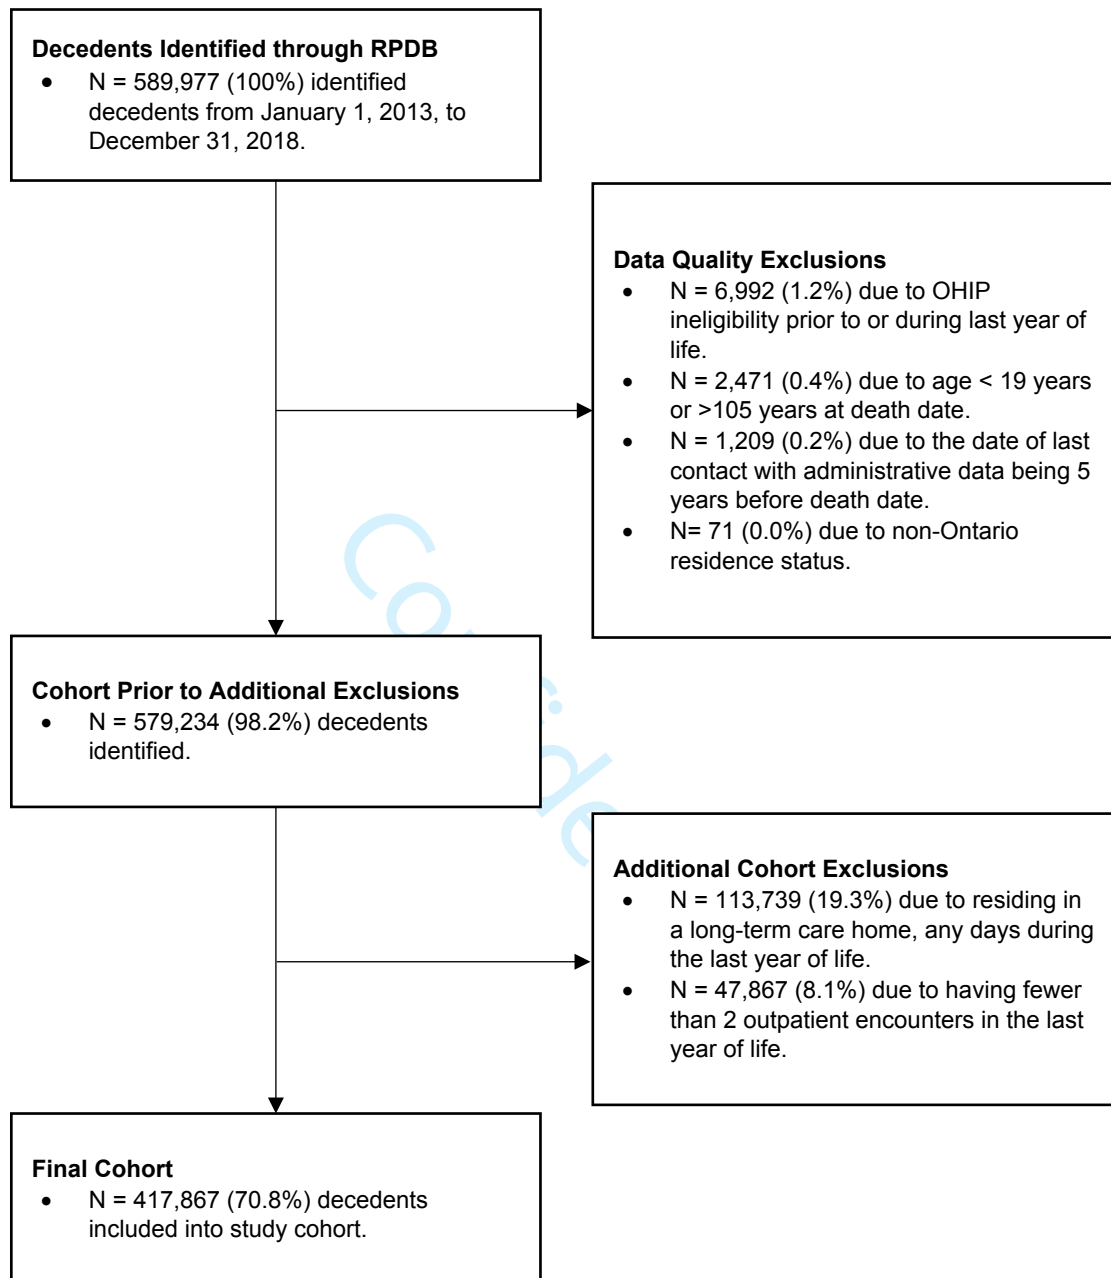 Decedents Identified through RPDB
• N = 589,977 (100%) identified
decedents from January 1, 2013, to
December 31, 2018.
Data Quality Exclusions
• N = 6,992 (1.2%) due to OHIP
ineligibility prior to or during last year of
life.
• N = 2,471 (0.4%) due to age < 19 years
or >105 years at death date.
• N = 1,209 (0.2%) due to the date of last
contact with administrative data being 5
years before death date.
• N= 71 (0.0%) due to non-Ontario
residence status.
Cohort Prior to Additional Exclusions
• N = 579,234 (98.2%) decedents
identified.
Additional Cohort Exclusions
• N = 113,739 (19.3%) due to residing in
a long-term care home, any days during
the last year of life.
• N = 47,867 (8.1%) due to having fewer
than 2 outpatient encounters in the last
year of life.
Final Cohort
• N = 417,867 (70.8%) decedents
included into study cohort.